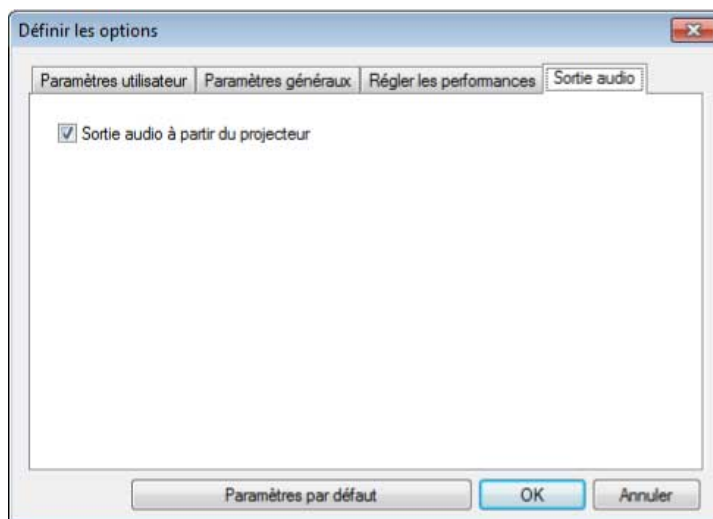 Définir les options
Paramètres utilisateur Paramètres généraux Régler les performances Sortie audio
Sortie audio à partir du projecteur
Paramètres par défaut OK Annuler